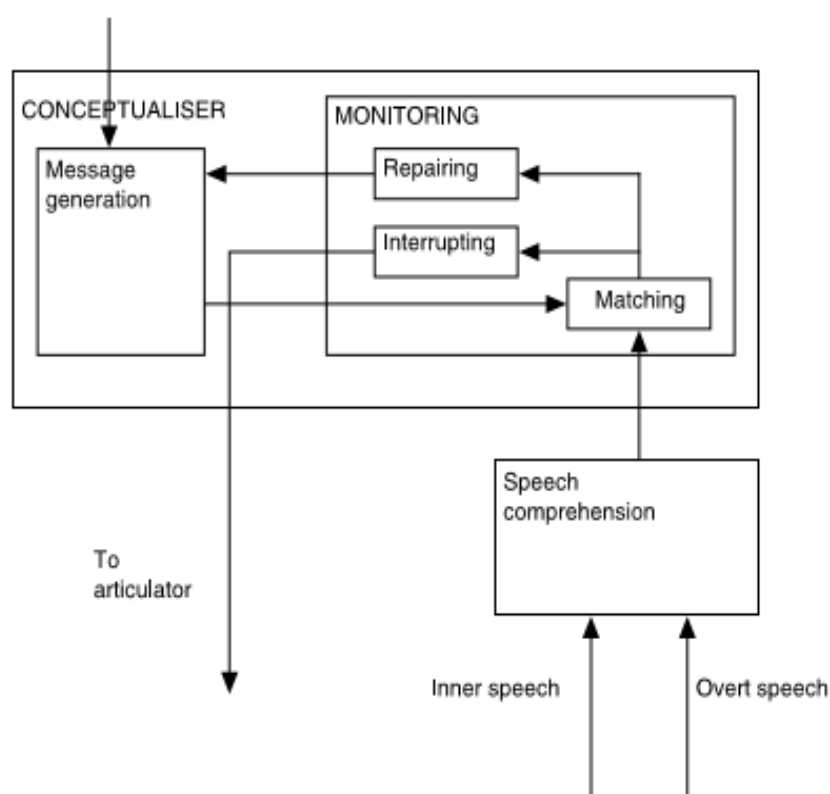 CONCEPTUALISER
MONITORING
Message
generation
Repairing
Interrupting
Matching
Speech
comprehension
To
articulator
Inner speech
Overt speech